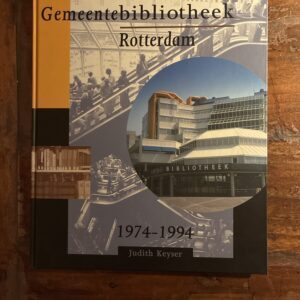 Gemeentebibliotheek
Rotterdam
BIBLIOTHEEK
1974-1994
Judith Keyser